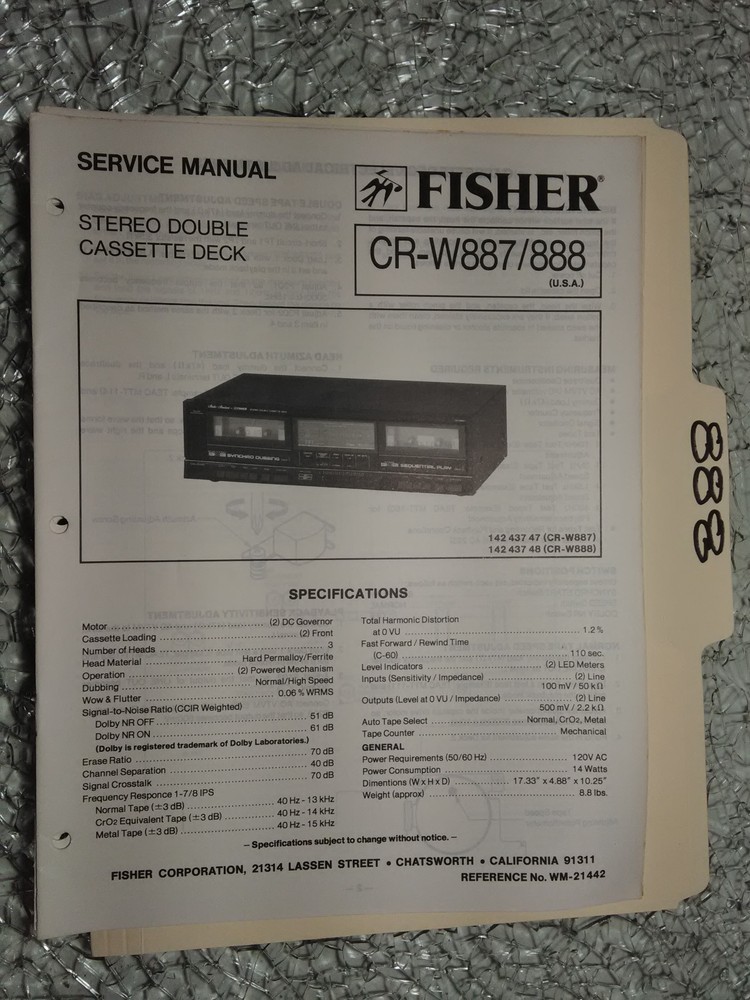 SERVICE MANUAL
FISHER®
STEREO DOUBLE
CASSETTE DECK
CR-W887/888
(U.S.A.)
SYNCHRO DUBBING
SEQUENTIAL PLAY
142 437 47 (CR-W887)
142 437 48 (CR-W888)
888
SPECIFICATIONS
Motor (2) DC Governor
Cassette Loading (2) Front
Number of Heads 3
Head Material Hard Permalloy/Ferrite
Operation (2) Powered Mechanism
Dubbing Normal/High Speed
Wow & Flutter 0.06 % WRMS
Signal-to-Noise Ratio (CCIR Weighted)
Dolby NR OFF 51 dB
Dolby NR ON 61 dB
(Dolby is registered trademark of Dolby Laboratories.)
Erase Ratio 70 dB
Channel Separation 40 dB
Signal Crosstalk 70 dB
Frequency Responce 1-7/8 IPS
Normal Tape (±3 dB) 40 Hz - 13 kHz
CrO2 Equivalent Tape (±3 dB) 40 Hz - 14 kHz
Metal Tape (±3 dB) 40 Hz - 15 kHz
Total Harmonic Distortion
at 0 VU 1.2 %
Fast Forward / Rewind Time
(C-60) 110 sec.
Level Indicators (2) LED Meters
Inputs (Sensitivity / Impedance) (2) Line
100 mV / 50 kΩ
Outputs (Level at 0 VU / Impedance) (2) Line
500 mV / 2.2 kΩ
Auto Tape Select Normal, CrO2, Metal
Tape Counter Mechanical
GENERAL
Power Requirements (50/60 Hz) 120V AC
Power Consumption 14 Watts
Dimentions (W x H x D) 17.33" x 4.88" x 10.25"
Weight (approx) 8.8 lbs.
– Specifications subject to change without notice. –
FISHER CORPORATION, 21314 LASSEN STREET • CHATSWORTH • CALIFORNIA 91311
REFERENCE No. WM-21442